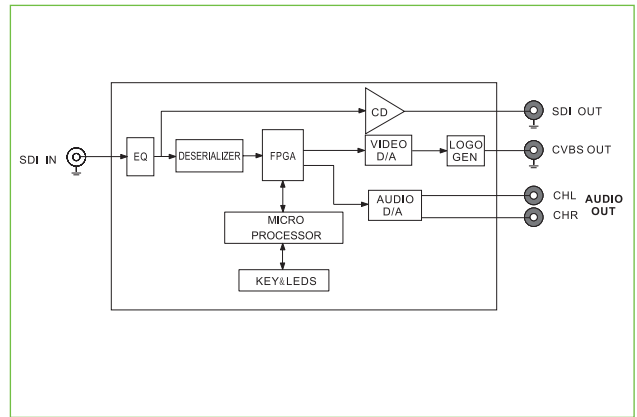 CD
SDI OUT
SDI IN
EQ
DESERIALIZER
FPGA
VIDEO
D/A
LOGO
GEN
CVBS OUT
AUDIO
D/A
CHL
CHR
AUDIO
OUT
MICRO
PROCESSOR
KEY&LEDS